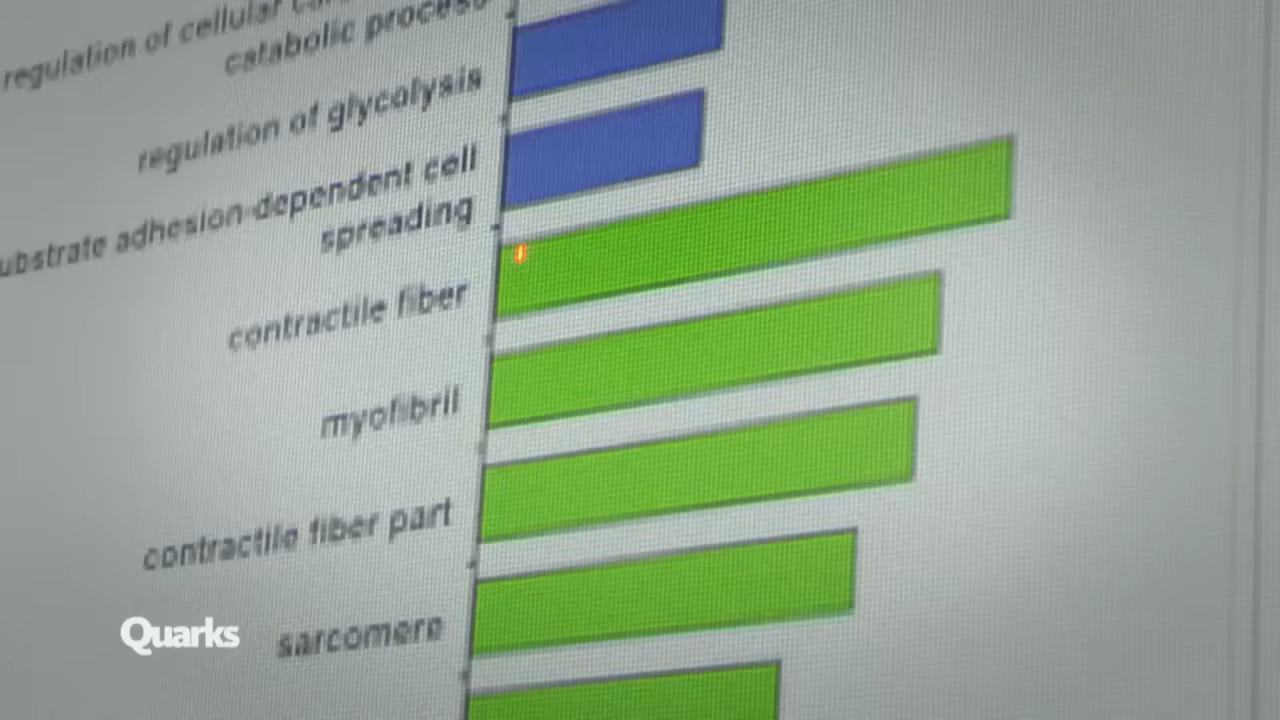 regulation of cellular
catabolic process
regulation of glycolysis
adhesion-dependent cell
spreading
contractile fiber
myofibril
contractile fiber part
sarcomere
Quarks